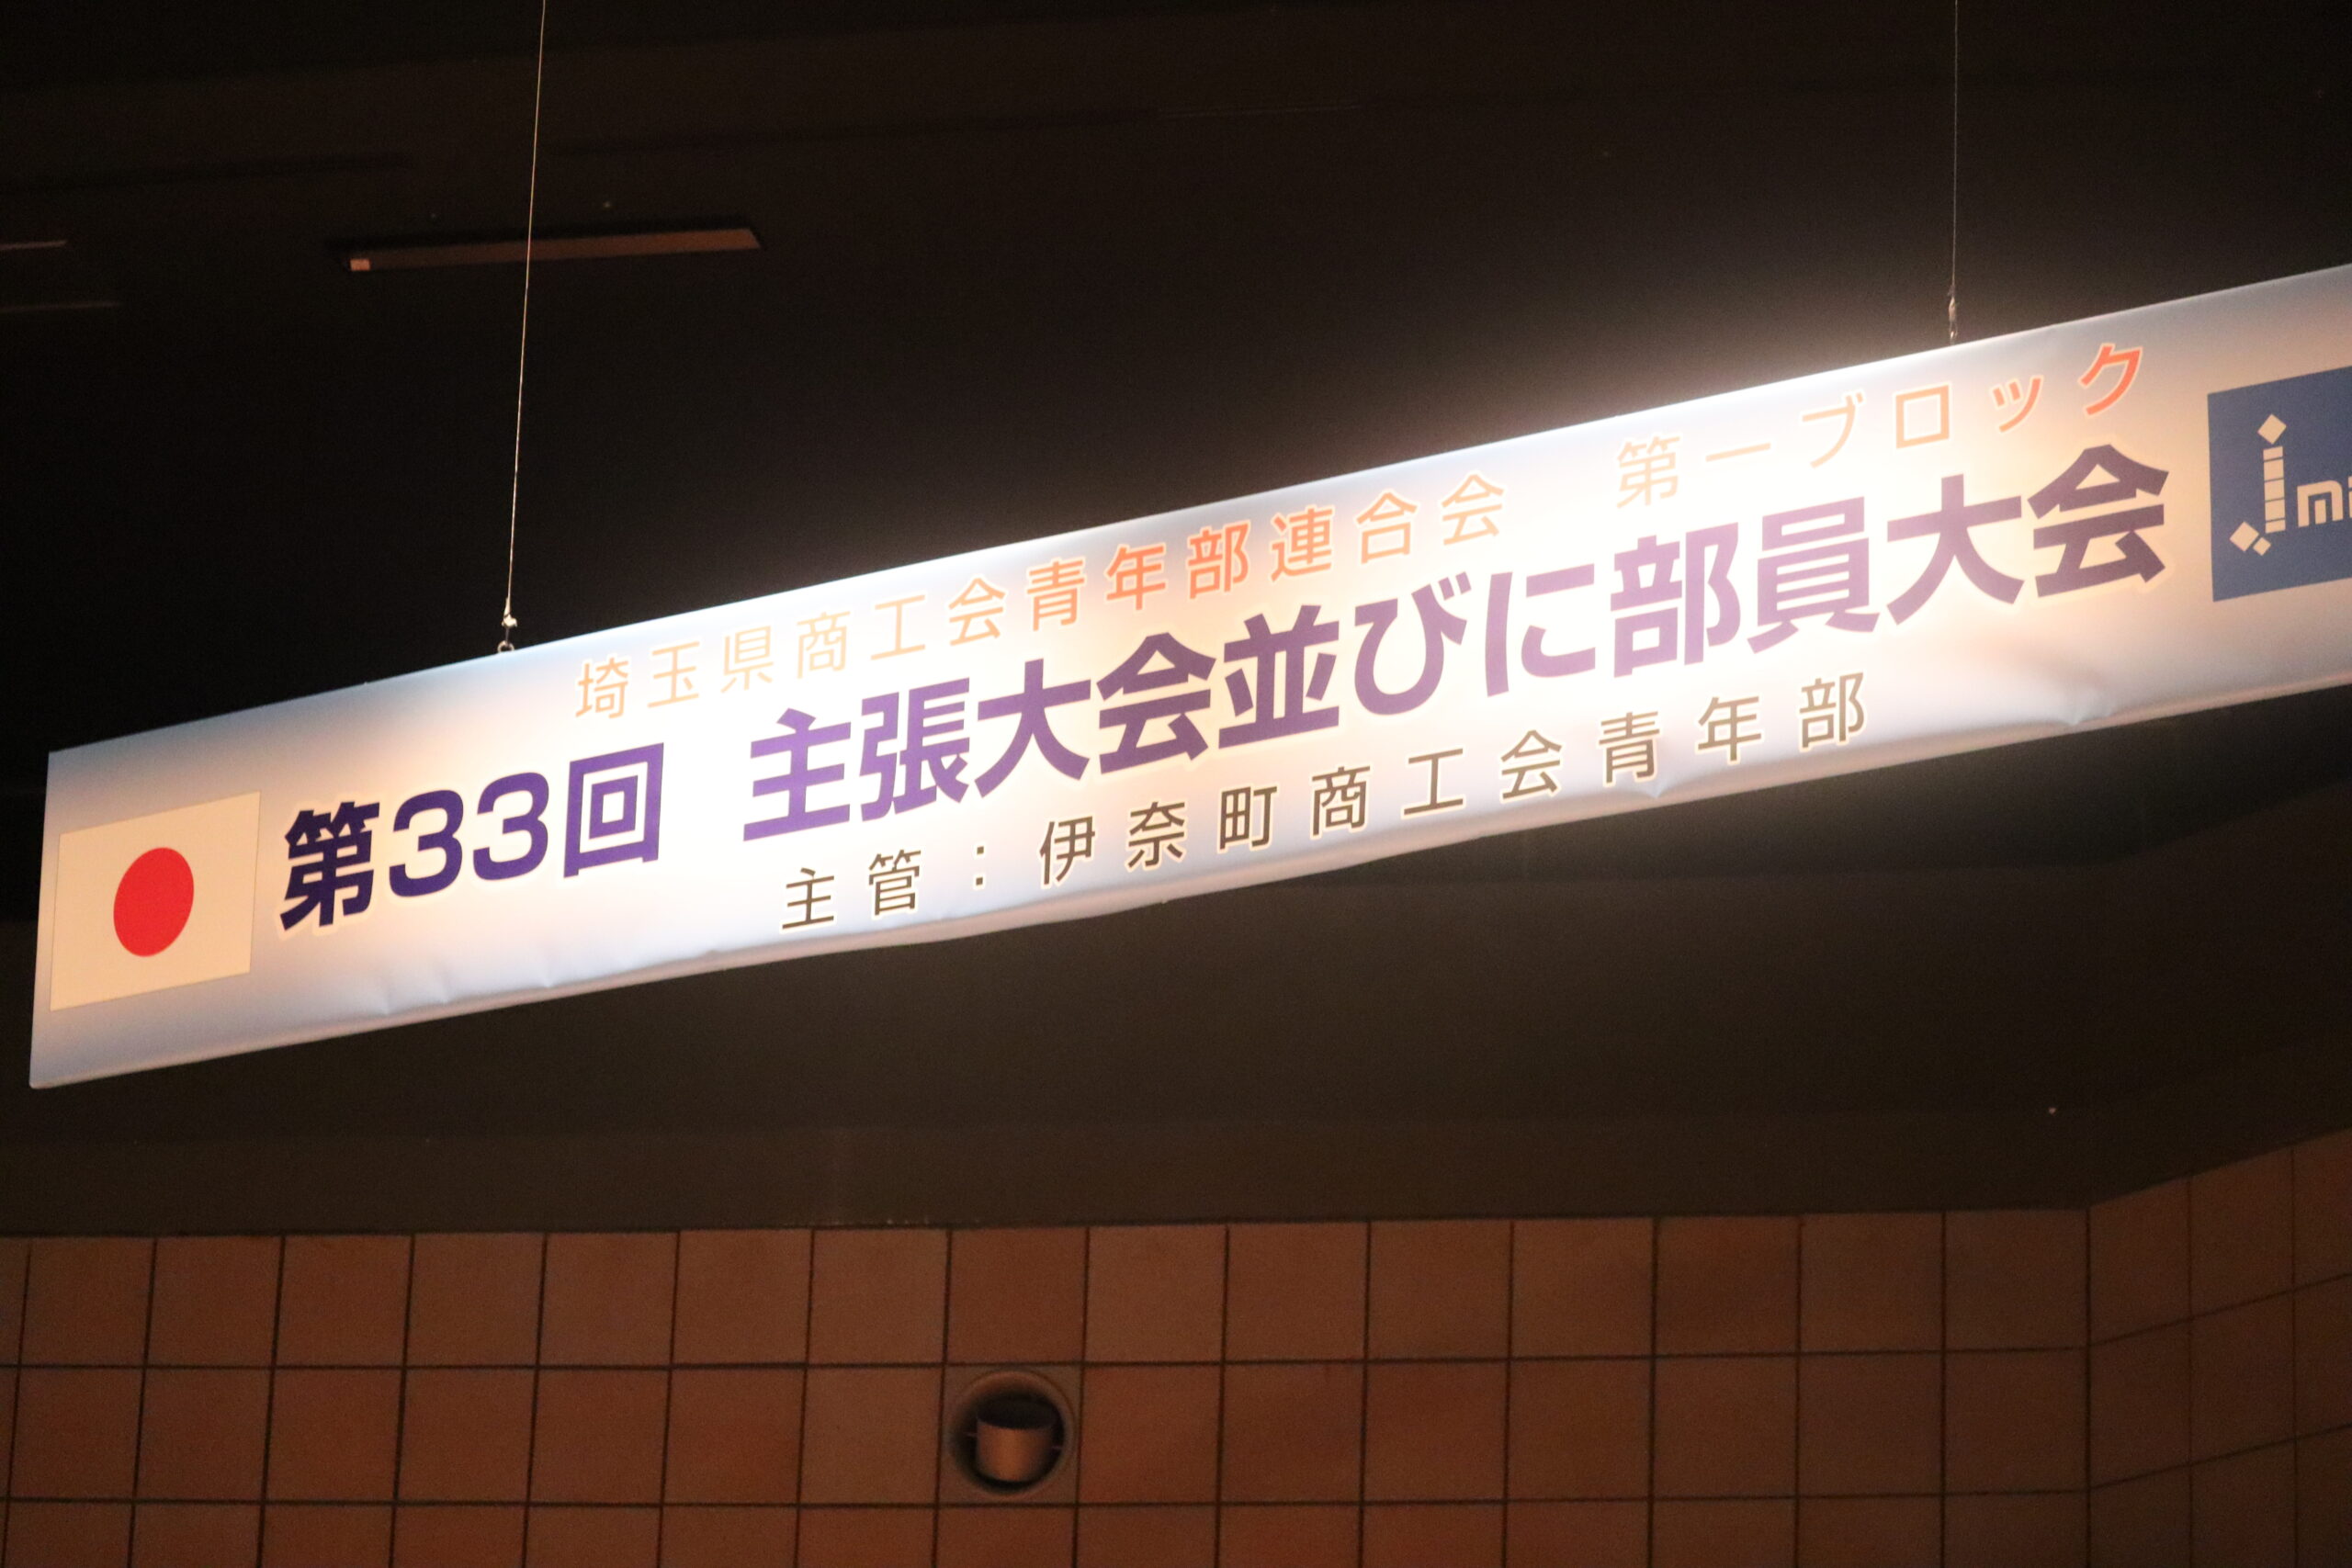 埼玉県商工会青年部連合会　第一ブロック
第33回 主張大会並びに部員大会
主管：伊奈町商工会青年部